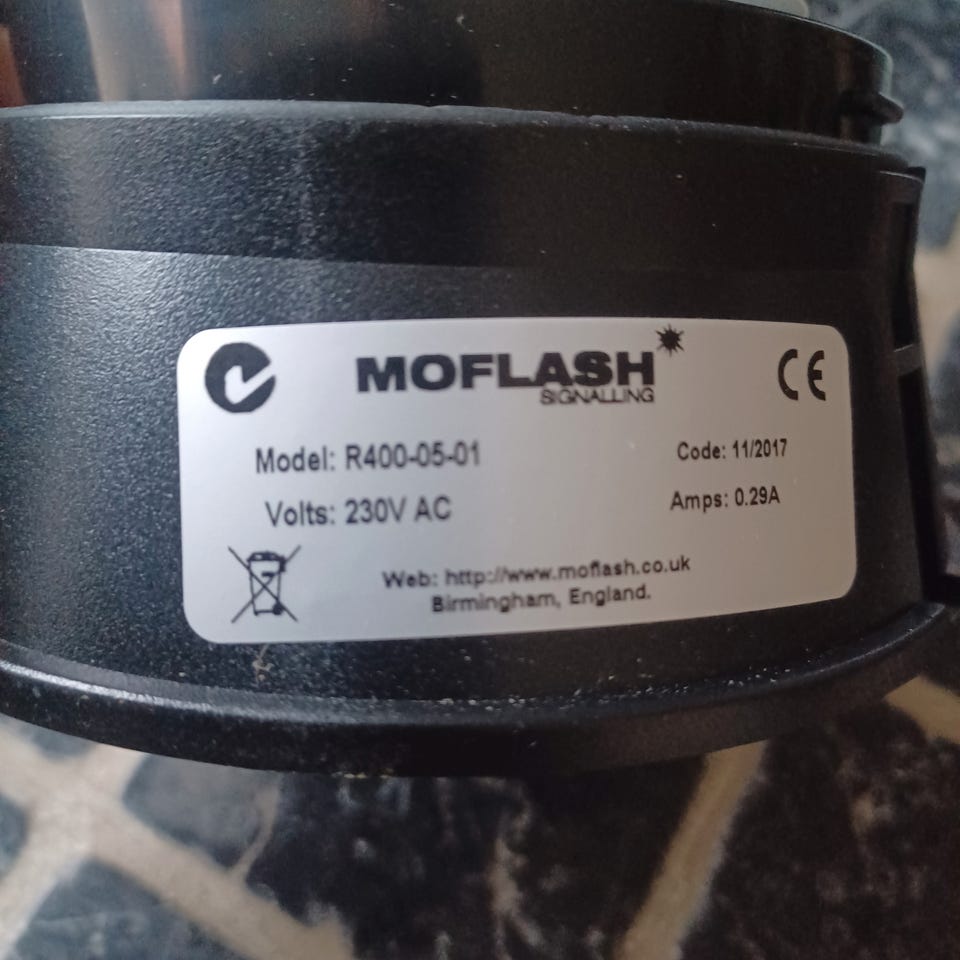 MOFLASH
SIGNALLING
CE
Model: R400-05-01
Code: 11/2017
Volts: 230V AC
Amps: 0.29A
Web: http://www.moflash.co.uk
Birmingham, England.